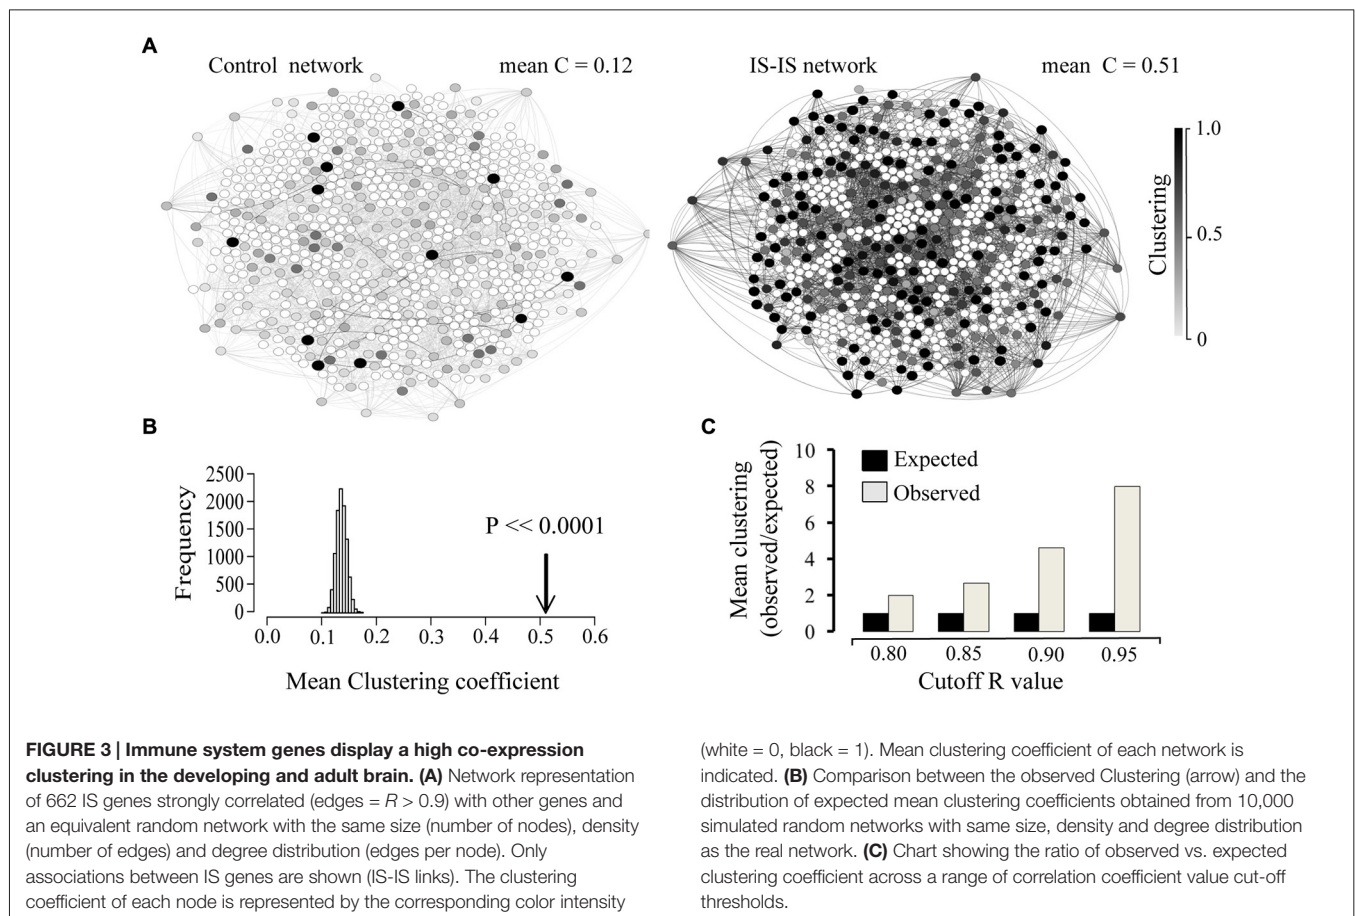 A
Control network
mean C = 0.12
IS-IS network
mean C = 0.51
1.0
0.5
0
Clustering
B
2500
2000
1500
1000
500
0
Frequency
P << 0.0001
0.0 0.1 0.2 0.3 0.4 0.5 0.6
Mean Clustering coefficient
C
10
8
6
4
2
0
Mean clustering
(observed/expected)
Expected
Observed
0.80 0.85 0.90 0.95
Cutoff R value
FIGURE 3 | Immune system genes display a high co-expression
clustering in the developing and adult brain. (A) Network representation
of 662 IS genes strongly correlated (edges = R > 0.9) with other genes and
an equivalent random network with the same size (number of nodes), density
(number of edges) and degree distribution (edges per node). Only
associations between IS genes are shown (IS-IS links). The clustering
coefficient of each node is represented by the corresponding color intensity
(white = 0, black = 1). Mean clustering coefficient of each network is
indicated. (B) Comparison between the observed Clustering (arrow) and the
distribution of expected mean clustering coefficients obtained from 10,000
simulated random networks with same size, density and degree distribution
as the real network. (C) Chart showing the ratio of observed vs. expected
clustering coefficient across a range of correlation coefficient value cut-off
thresholds.